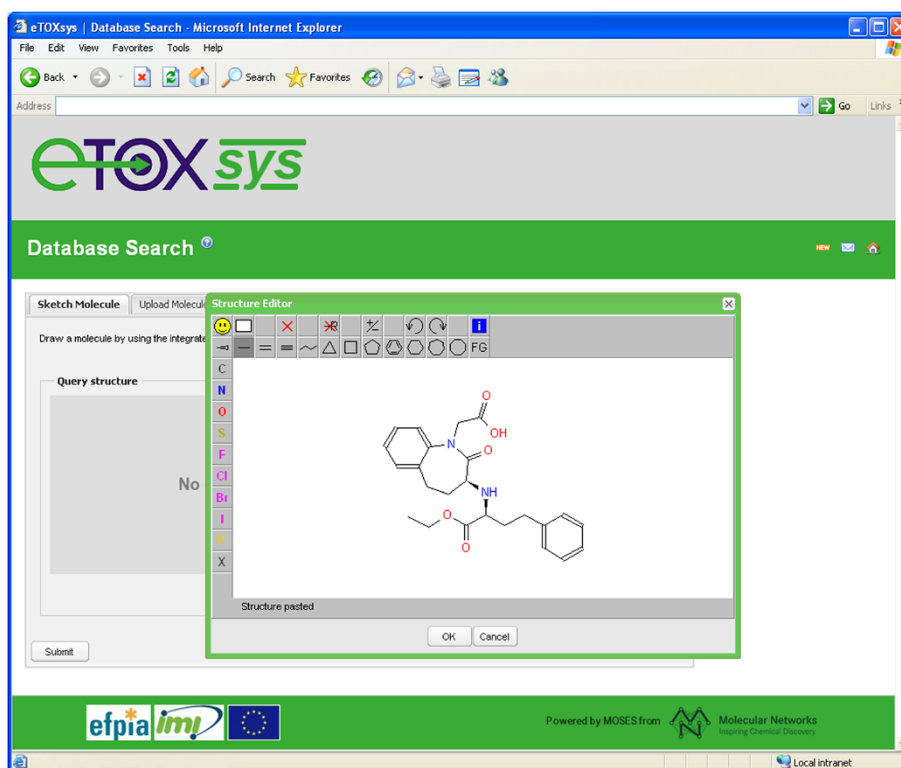 eTOXsys | Database Search - Microsoft Internet Explorer
File Edit View Favorites Tools Help
Back Search Favorites
Address Go Links
eTOXsys
Database Search
NEW
Sketch Molecule Upload Molecul
Structure Editor
Draw a molecule by using the integrate
R +/- i
FG
Query structure
No
C
N
O
S
F
Cl
Br
I
P
X
O
OH
N
O
NH
O
O
Structure pasted
OK Cancel
Submit
efpia imi
Powered by MOSES from Molecular Networks
Inspiring Chemical Discovery
Local intranet